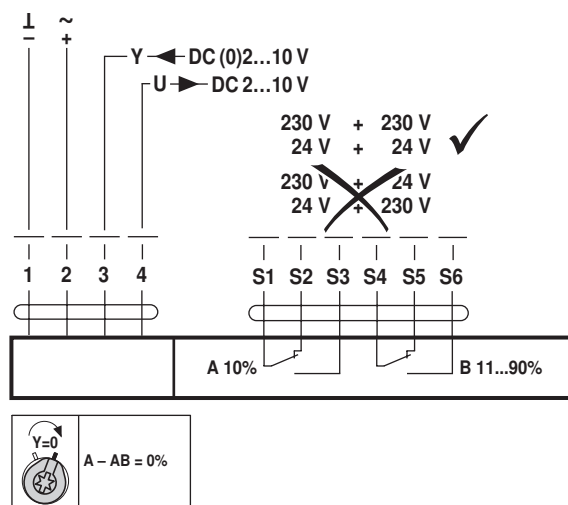 ⊥ ~
– +
Y DC (0)2...10 V
U DC 2...10 V
230 V + 230 V
24 V + 24 V
230 V + 24 V
24 V + 230 V
1 2 3 4 S1 S2 S3 S4 S5 S6
A 10% B 11...90%
Y=0
A – AB = 0%